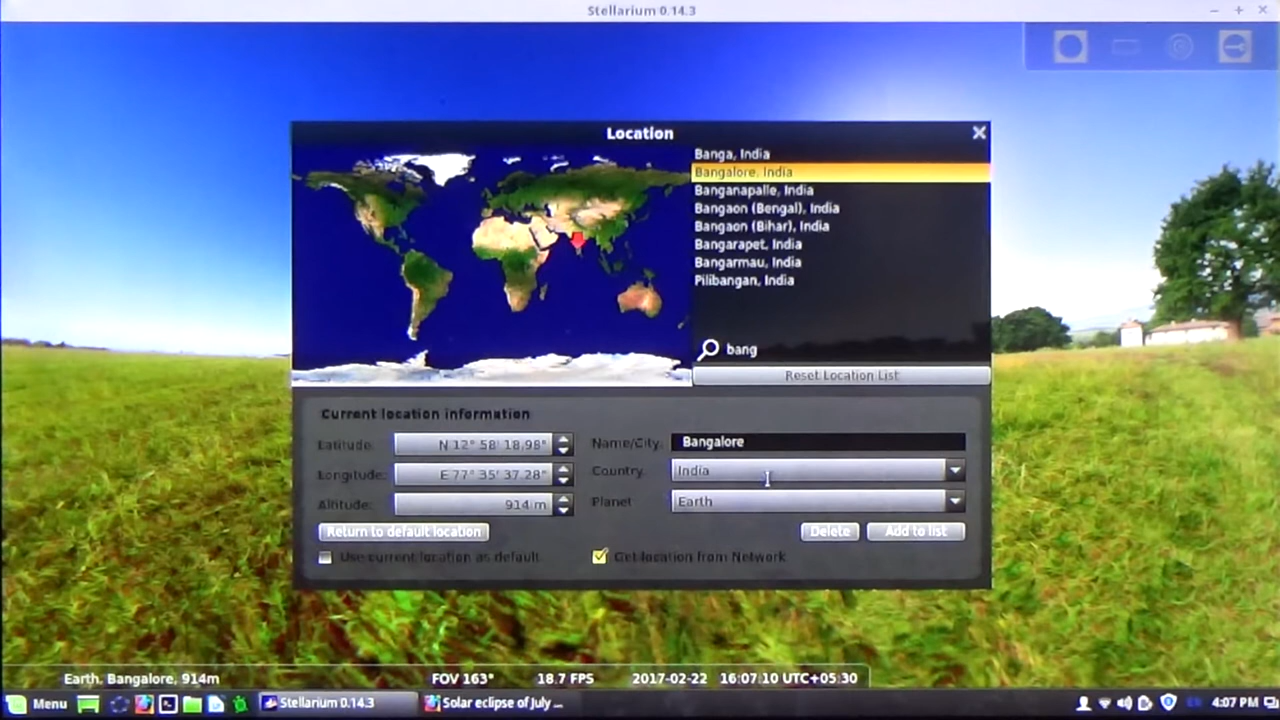 Stellarium 0.14.3
Location
Banga, India
Bangalore, India
Banganapalle, India
Bangaon (Bengal), India
Bangaon (Bihar), India
Bangarapet, India
Bangarmau, India
Pilibangan, India
bang
Reset Location List
Current location information
Latitude: N 12° 58' 18.98"
Name/City: Bangalore
Longitude: E 77° 35' 37.28"
Country: India
Altitude: 914 m
Planet Earth
Return to default location
Delete Add to list
Use current location as default
Get location from Network
Earth, Bangalore, 914m FOV 163° 18.7 FPS 2017-02-22 16:07:10 UTC+05:30
Menu Stellarium 0.14.3 Solar eclipse of July ... 4:07 PM